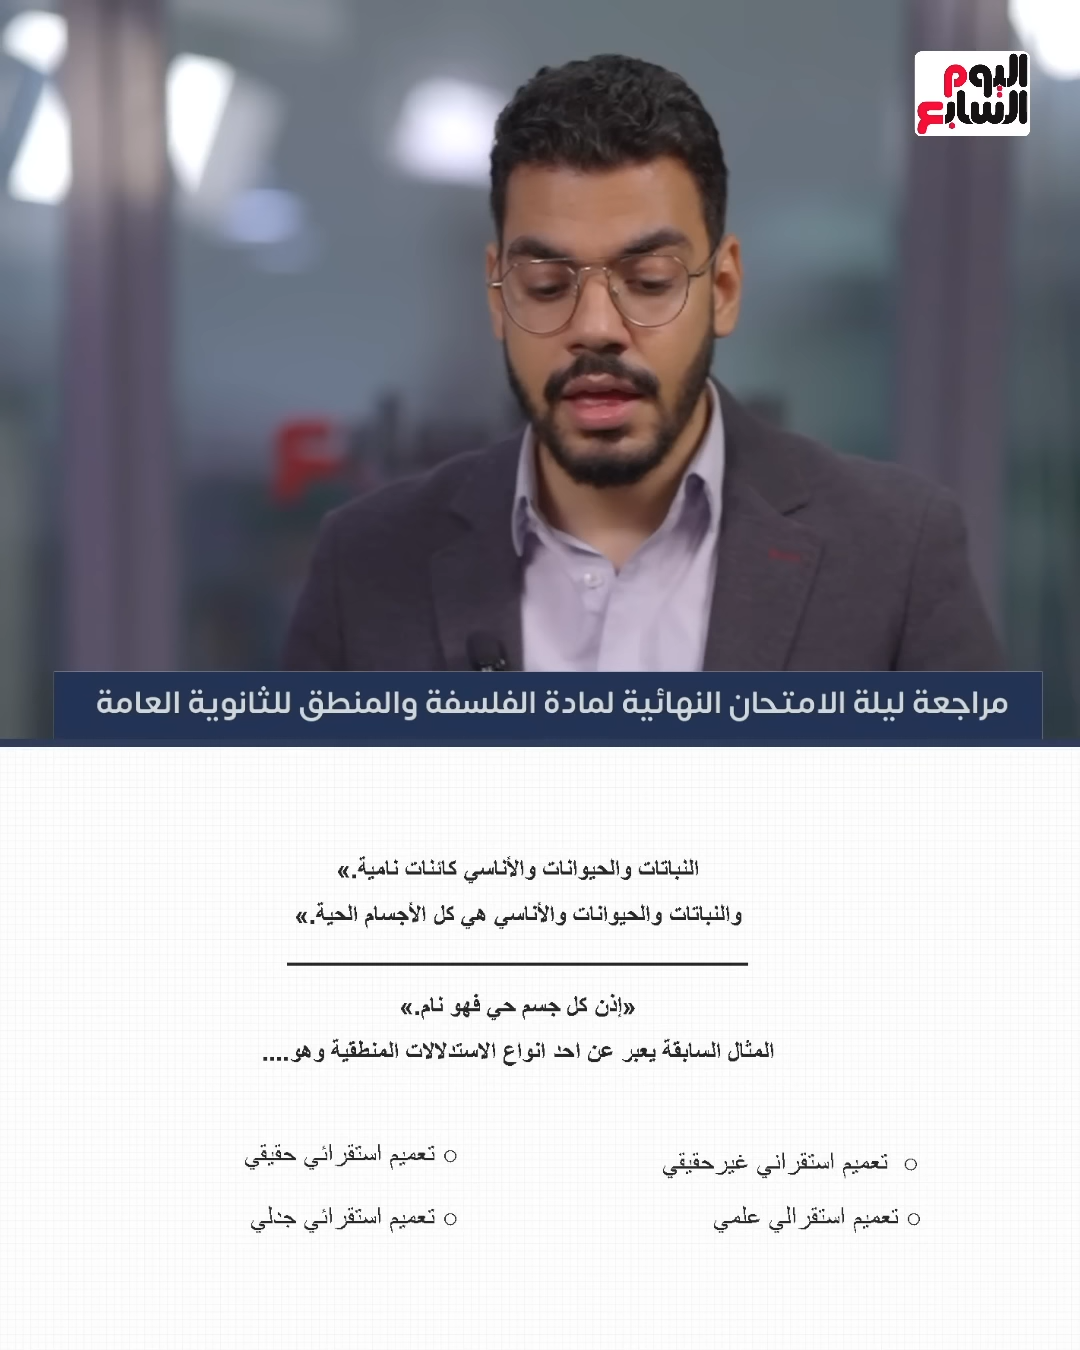 اليوم
السابع
مراجعة ليلة الامتحان النهائية لمادة الفلسفة والمنطق للثانوية العامة
النباتات والحيوانات والأناسي كائنات نامية.»
والنباتات والحيوانات والأناسي هي كل الأجسام الحية.»
«إذن كل جسم حي فهو نام.»
المثال السابقة يعبر عن احد انواع الاستدلالات المنطقية وهو....
○ تعميم استقراني غيرحقيقي
○ تعميم استقرائي حقيقي
○ تعميم استقرالي علمي
○ تعميم استقرائي جدلي